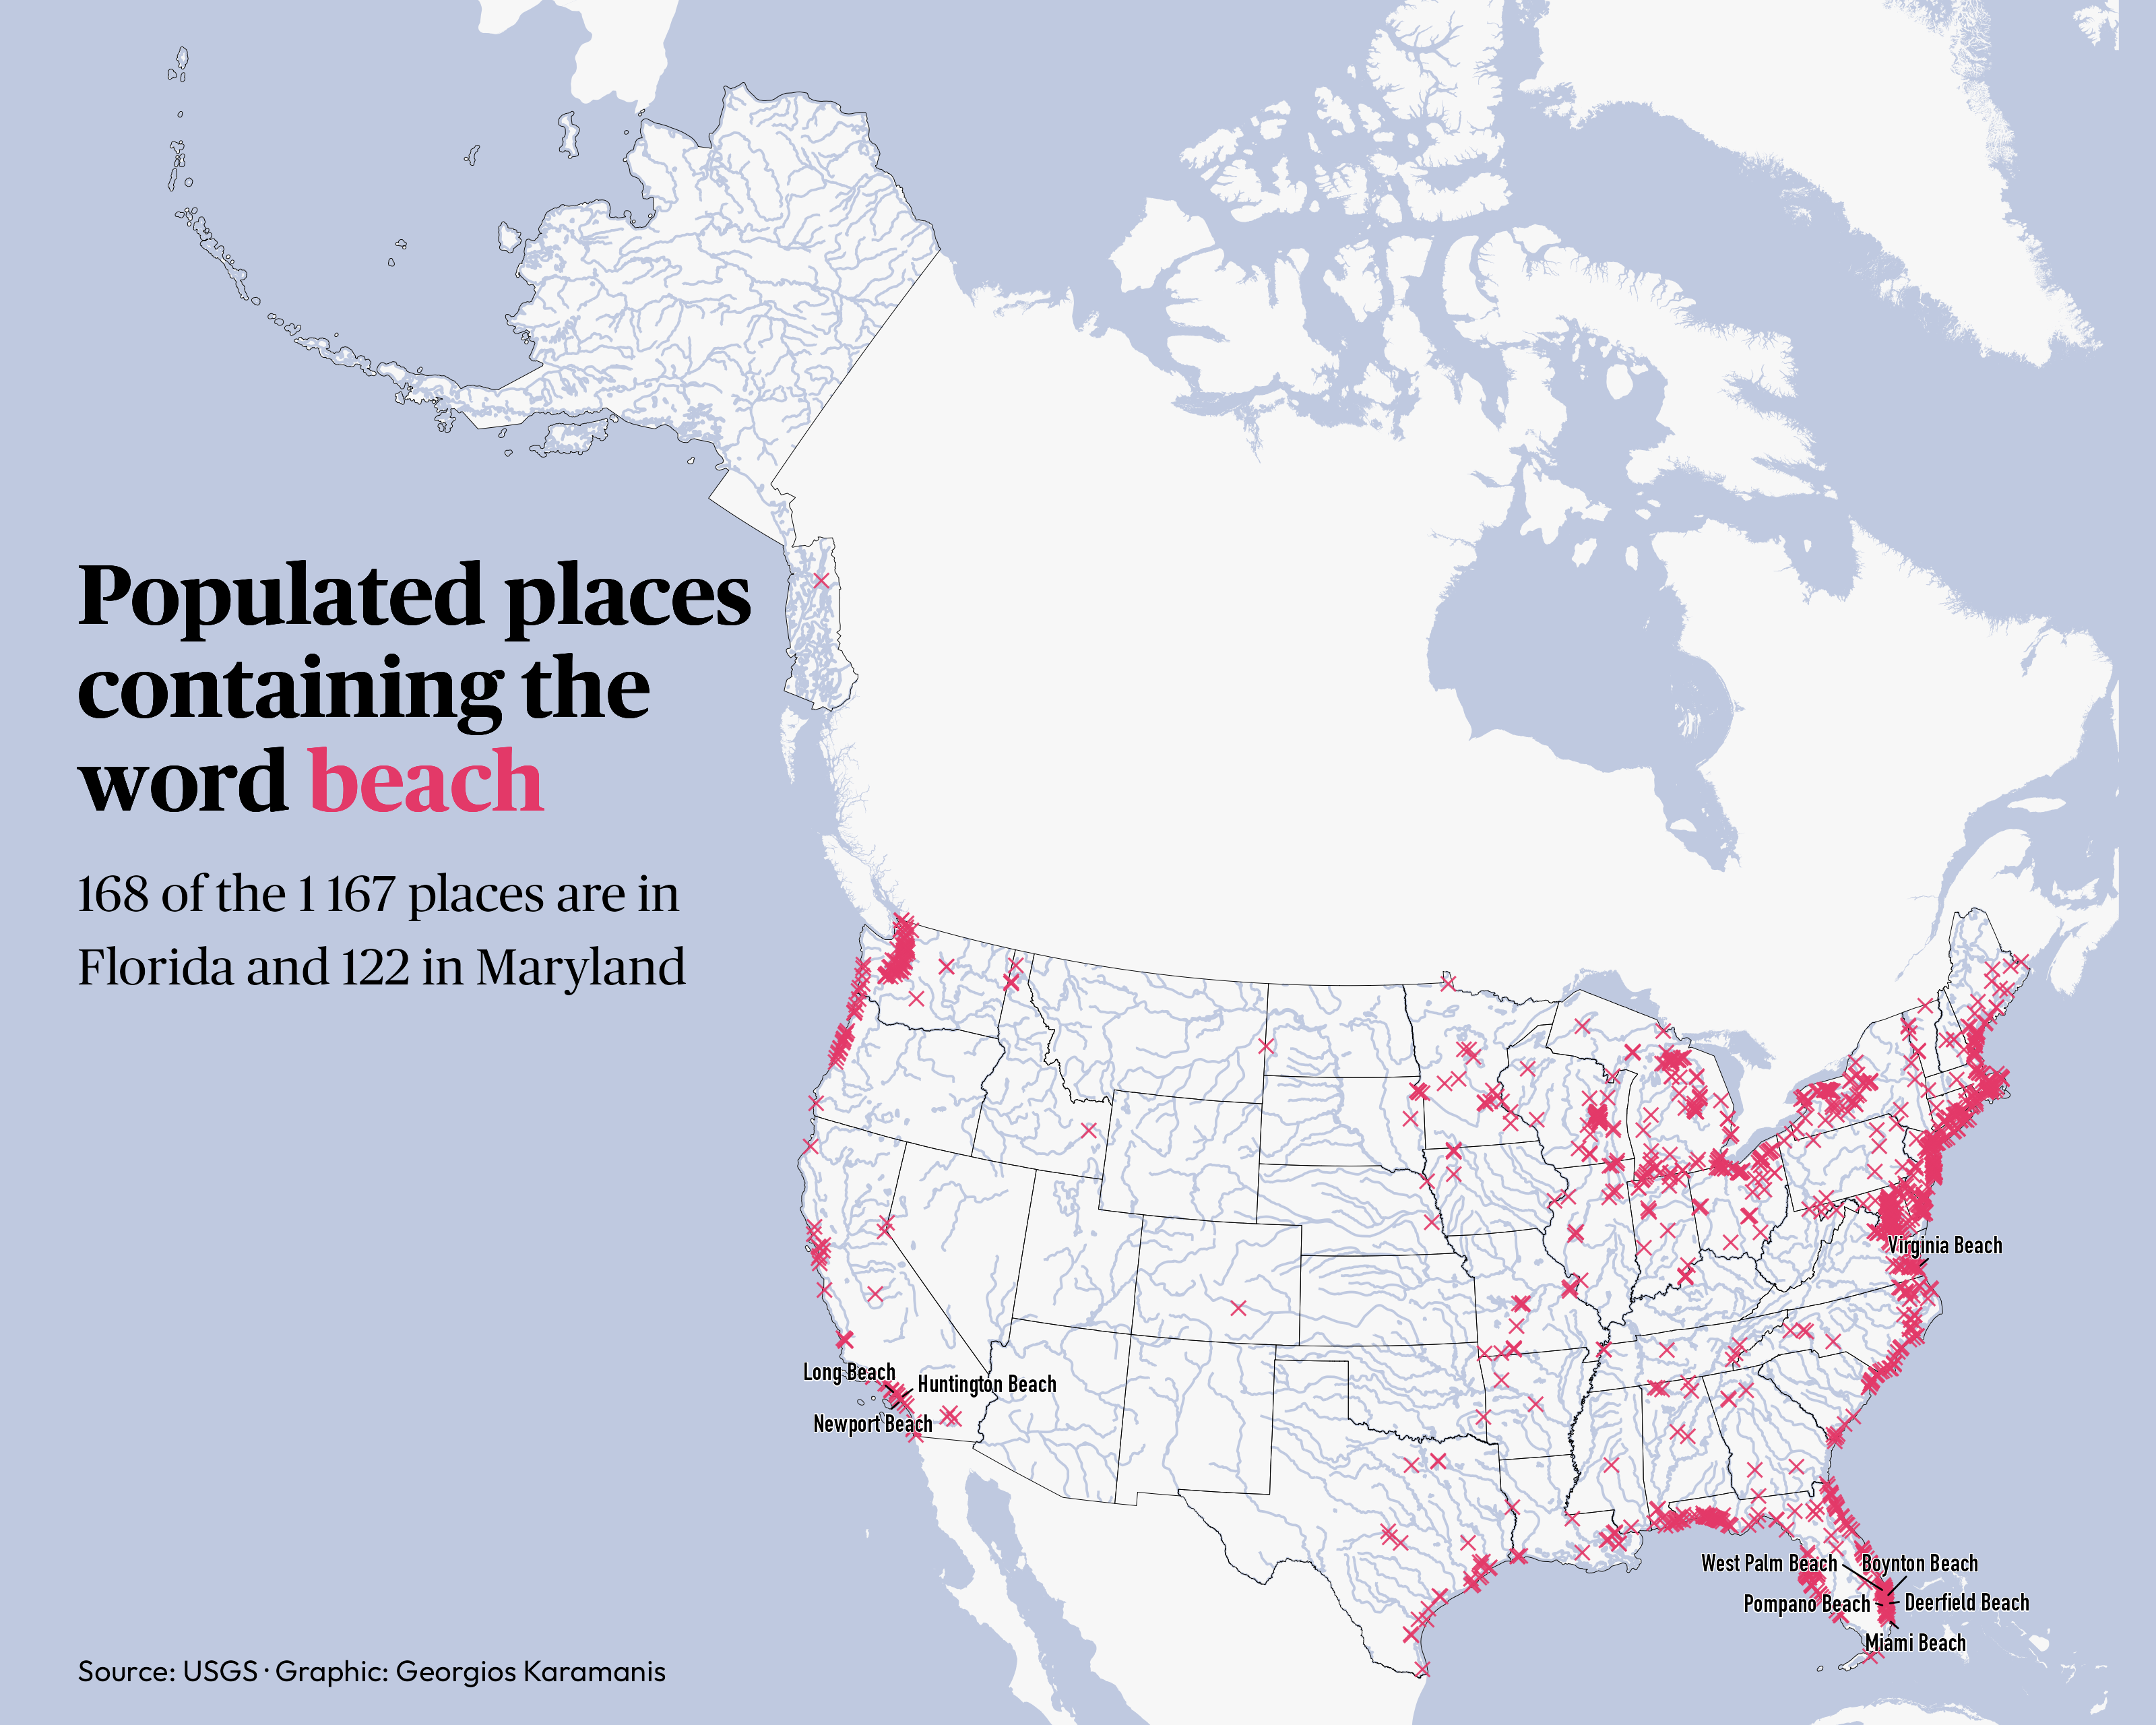 Populated places
containing the
word beach
168 of the 1 167 places are in
Florida and 122 in Maryland
Virginia Beach
Long Beach
Huntington Beach
Newport Beach
West Palm Beach
Boynton Beach
Pompano Beach
Deerfield Beach
Miami Beach
Source: USGS · Graphic: Georgios Karamanis